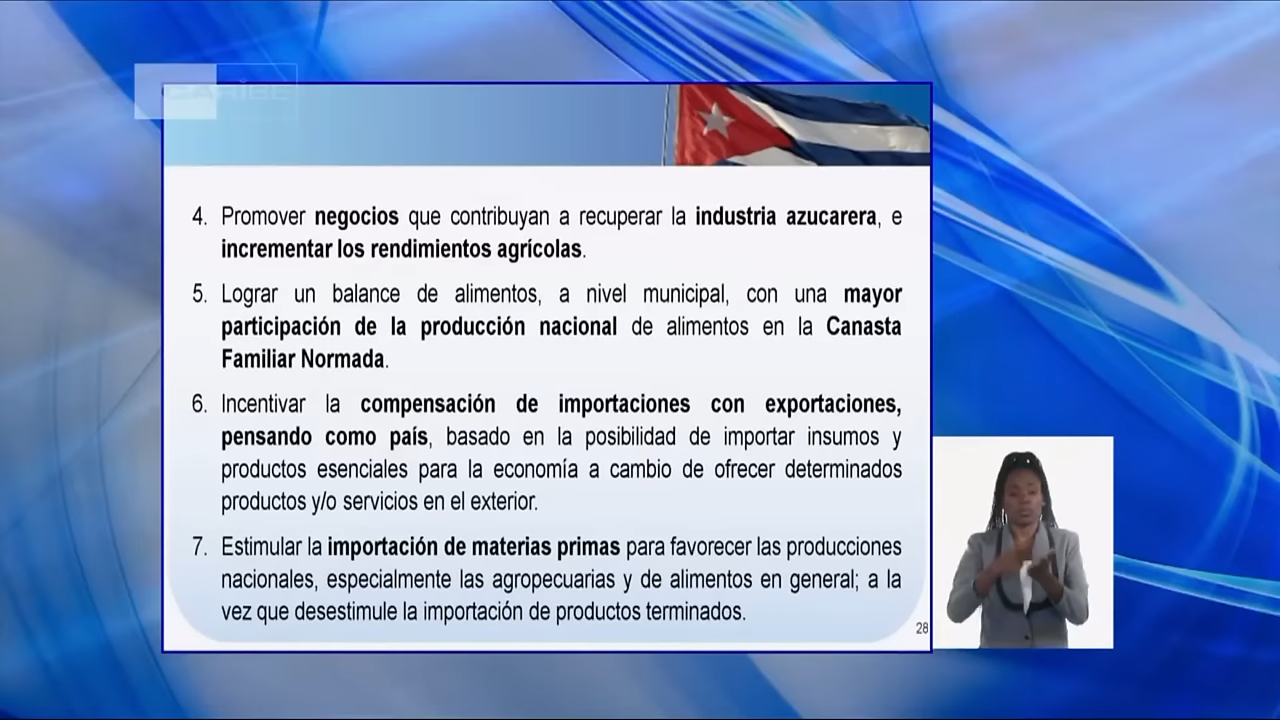 CARIBE
4. Promover negocios que contribuyan a recuperar la industria azucarera, e
incrementar los rendimientos agrícolas.
5. Lograr un balance de alimentos, a nivel municipal, con una mayor
participación de la producción nacional de alimentos en la Canasta
Familiar Normada.
6. Incentivar la compensación de importaciones con exportaciones,
pensando como país, basado en la posibilidad de importar insumos y
productos esenciales para la economía a cambio de ofrecer determinados
productos y/o servicios en el exterior.
7. Estimular la importación de materias primas para favorecer las producciones
nacionales, especialmente las agropecuarias y de alimentos en general; a la
vez que desestimule la importación de productos terminados.
28